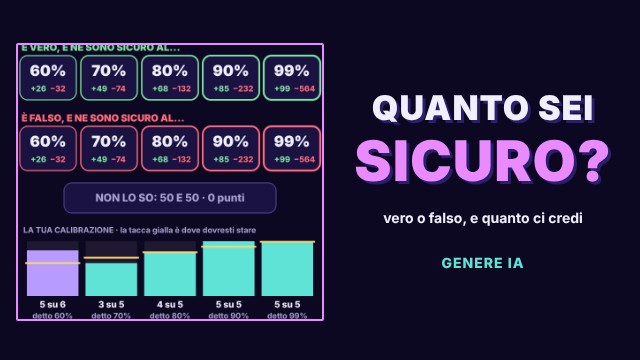 È VERO, E NE SONO SICURO AL...
60% 70% 80% 90% 99%
+26 −32 +49 −74 +68 −132 +85 −232 +99 −564
È FALSO, E NE SONO SICURO AL...
60% 70% 80% 90% 99%
+26 −32 +49 −74 +68 −132 +85 −232 +99 −564
NON LO SO: 50 E 50 · 0 punti
LA TUA CALIBRAZIONE · la tacca gialla è dove dovresti stare
5 su 6 3 su 5 4 su 5 5 su 5 5 su 5
detto 60% detto 70% detto 80% detto 90% detto 99%
QUANTO SEI
SICURO?
vero o falso, e quanto ci credi
GENERE IA